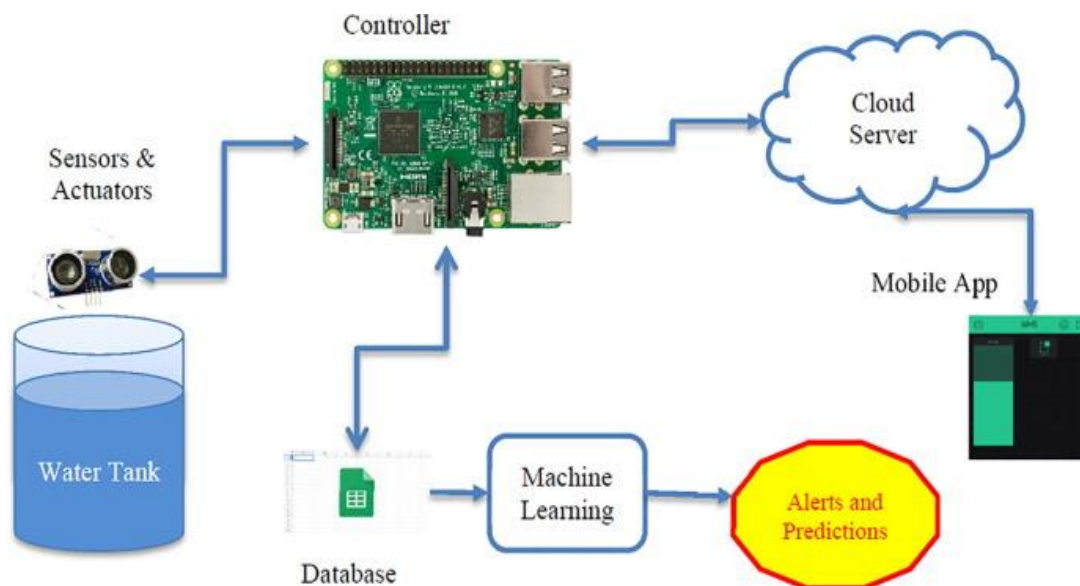 Controller
Cloud
Server
Sensors &
Actuators
Mobile App
Water Tank
Machine
Learning
Alerts and
Predictions
Database